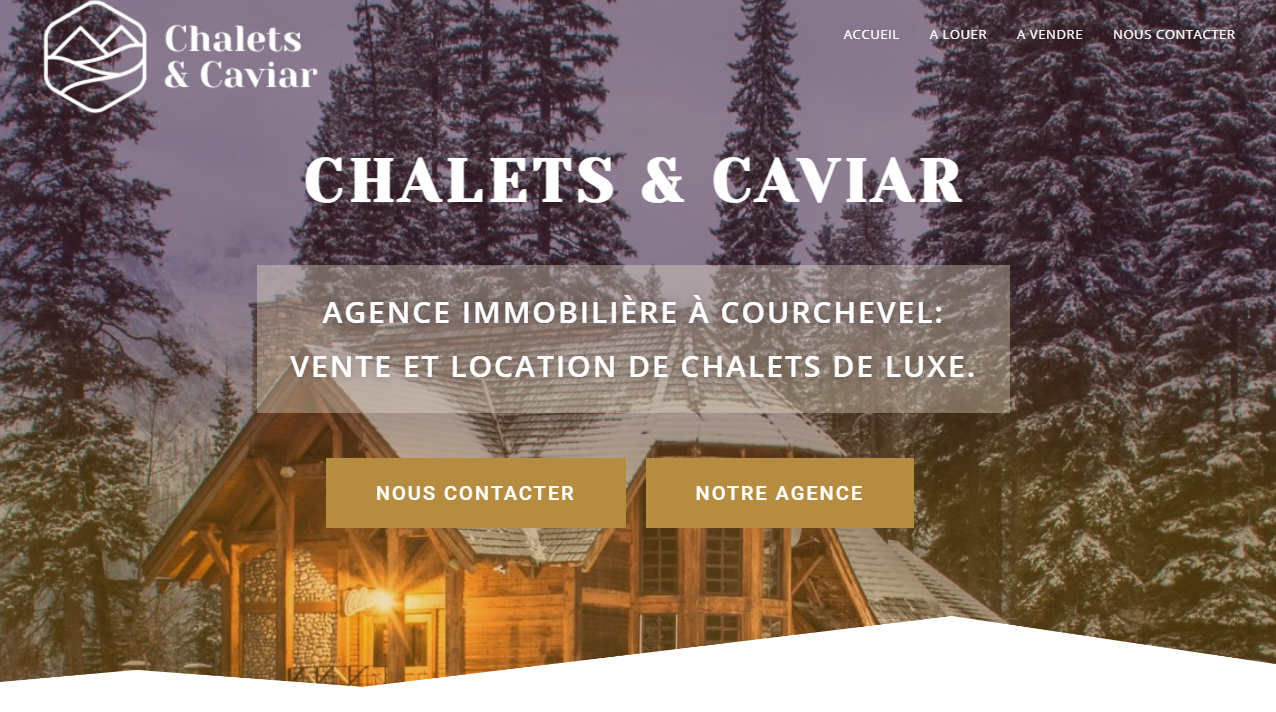 Chalets
& Caviar
ACCUEIL A LOUER A VENDRE NOUS CONTACTER
CHALETS & CAVIAR
AGENCE IMMOBILIÈRE À COURCHEVEL:
VENTE ET LOCATION DE CHALETS DE LUXE.
NOUS CONTACTER NOTRE AGENCE